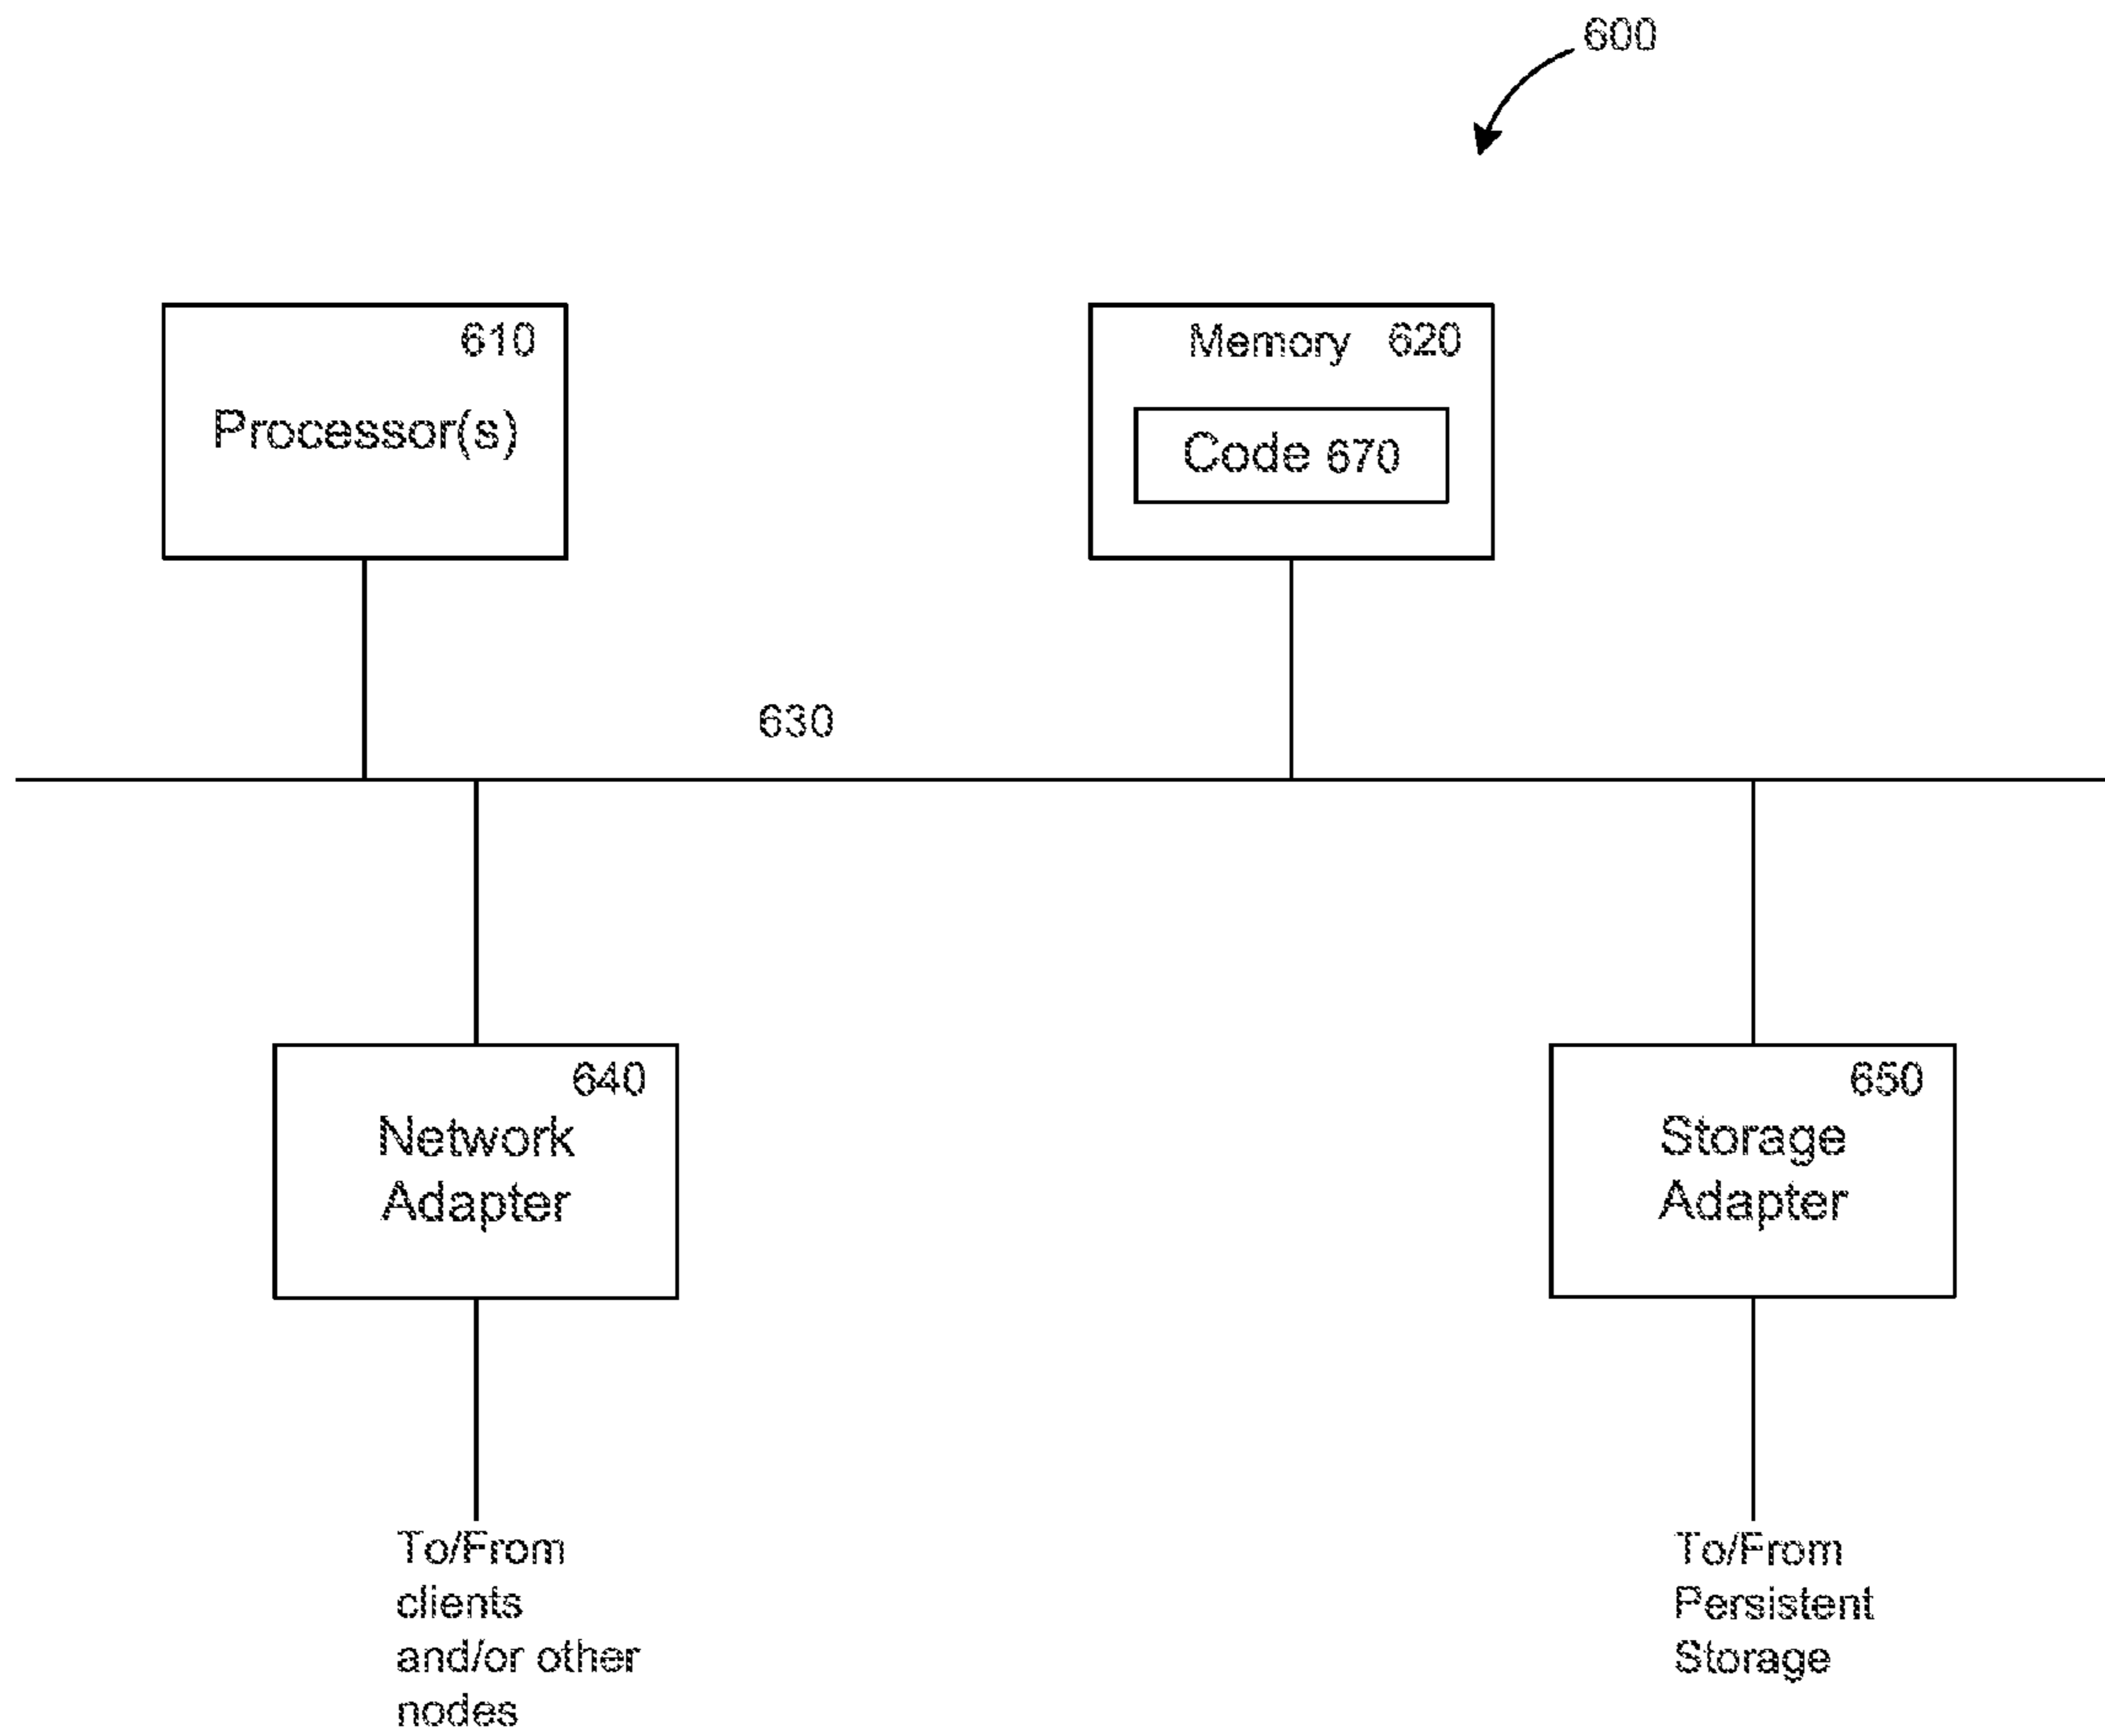 600
610
Processor(s)
Memory 620
Code 670
630
640
Network
Adapter
650
Storage
Adapter
To/From
clients
and/or other
nodes
To/From
Persistent
Storage